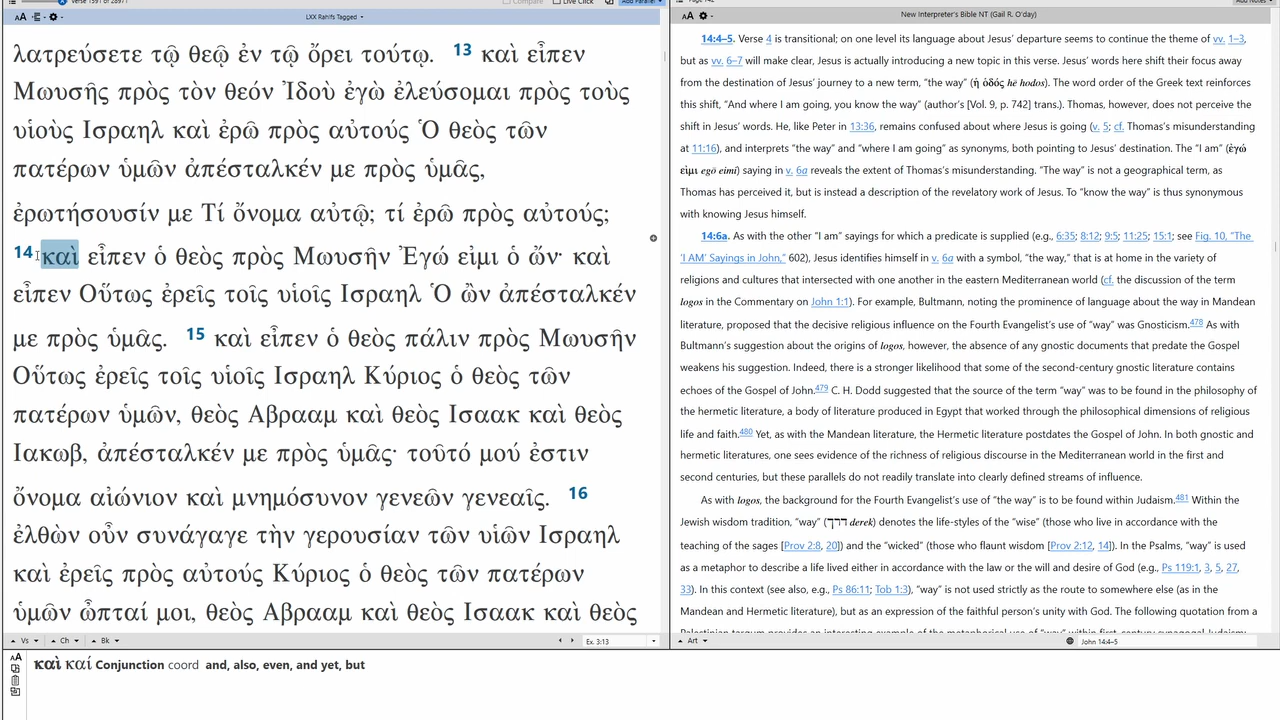 Verse 1591 of 28971
Compare
Live Click
Add Parallel
LXX Rahlfs Tagged
λατρεύσετε τῷ θεῷ ἐν τῷ ὄρει τούτῳ. 13 καὶ εἶπεν
Μωυσῆς πρὸς τὸν θεόν Ἰδοὺ ἐγὼ ἐλεύσομαι πρὸς τοὺς
υἱοὺς Ισραηλ καὶ ἐρῶ πρὸς αὐτούς Ὁ θεὸς τῶν
πατέρων ὑμῶν ἀπέσταλκέν με πρὸς ὑμᾶς,
ἐρωτήσουσίν με Τί ὄνομα αὐτῷ; τί ἐρῶ πρὸς αὐτούς;
14 καὶ εἶπεν ὁ θεὸς πρὸς Μωυσῆν Ἐγώ εἰμι ὁ ὤν· καὶ
εἶπεν Οὕτως ἐρεῖς τοῖς υἱοῖς Ισραηλ Ὁ ὢν ἀπέσταλκέν
με πρὸς ὑμᾶς. 15 καὶ εἶπεν ὁ θεὸς πάλιν πρὸς Μωυσῆν
Οὕτως ἐρεῖς τοῖς υἱοῖς Ισραηλ Κύριος ὁ θεὸς τῶν
πατέρων ὑμῶν, θεὸς Αβρααμ καὶ θεὸς Ισαακ καὶ θεὸς
Ιακωβ, ἀπέσταλκέν με πρὸς ὑμᾶς· τοῦτό μού ἐστιν
ὄνομα αἰώνιον καὶ μνημόσυνον γενεῶν γενεαῖς. 16
ἐλθὼν οὖν συνάγαγε τὴν γερουσίαν τῶν υἱῶν Ισραηλ
καὶ ἐρεῖς πρὸς αὐτούς Κύριος ὁ θεὸς τῶν πατέρων
ὑμῶν ὦπταί μοι, θεὸς Αβρααμ καὶ θεὸς Ισαακ καὶ θεὸς
Vs Ch Bk Ex. 3:13
Add Notes
AA New Interpreter's Bible NT (Gail R. O'day)
14:4–5. Verse 4 is transitional; on one level its language about Jesus’ departure seems to continue the theme of vv. 1–3,
but as vv. 6–7 will make clear, Jesus is actually introducing a new topic in this verse. Jesus’ words here shift their focus away
from the destination of Jesus’ journey to a new term, “the way” (ἡ ὁδός hē hodos). The word order of the Greek text reinforces
this shift, “And where I am going, you know the way” (author’s [Vol. 9, p. 742] trans.). Thomas, however, does not perceive the
shift in Jesus’ words. He, like Peter in 13:36, remains confused about where Jesus is going (v. 5; cf. Thomas’s misunderstanding
at 11:16), and interprets “the way” and “where I am going” as synonyms, both pointing to Jesus’ destination. The “I am” (ἐγώ
εἰμι egō eimi) saying in v. 6a reveals the extent of Thomas’s misunderstanding. “The way” is not a geographical term, as
Thomas has perceived it, but is instead a description of the revelatory work of Jesus. To “know the way” is thus synonymous
with knowing Jesus himself.
14:6a. As with the other “I am” sayings for which a predicate is supplied (e.g., 6:35; 8:12; 9:5; 11:25; 15:1; see Fig. 10, “The
‘I AM’ Sayings in John,” 602), Jesus identifies himself in v. 6a with a symbol, “the way,” that is at home in the variety of
religions and cultures that intersected with one another in the eastern Mediterranean world (cf. the discussion of the term
logos in the Commentary on John 1:1). For example, Bultmann, noting the prominence of language about the way in Mandean
literature, proposed that the decisive religious influence on the Fourth Evangelist’s use of “way” was Gnosticism.478 As with
Bultmann’s suggestion about the origins of logos, however, the absence of any gnostic documents that predate the Gospel
weakens his suggestion. Indeed, there is a stronger likelihood that some of the second-century gnostic literature contains
echoes of the Gospel of John.479 C. H. Dodd suggested that the source of the term “way” was to be found in the philosophy of
the hermetic literature, a body of literature produced in Egypt that worked through the philosophical dimensions of religious
life and faith.480 Yet, as with the Mandean literature, the Hermetic literature postdates the Gospel of John. In both gnostic and
hermetic literatures, one sees evidence of the richness of religious discourse in the Mediterranean world in the first and
second centuries, but these parallels do not readily translate into clearly defined streams of influence.
As with logos, the background for the Fourth Evangelist’s use of “the way” is to be found within Judaism.481 Within the
Jewish wisdom tradition, “way” (דרך derek) denotes the life-styles of the “wise” (those who live in accordance with the
teaching of the sages [Prov 2:8, 20]) and the “wicked” (those who flaunt wisdom [Prov 2:12, 14]). In the Psalms, “way” is used
as a metaphor to describe a life lived either in accordance with the law or the will and desire of God (e.g., Ps 119:1, 3, 5, 27,
33). In this context (see also, e.g., Ps 86:11; Tob 1:3), “way” is not used strictly as the route to somewhere else (as in the
Mandean and Hermetic literature), but as an expression of the faithful person’s unity with God. The following quotation from a
Art John 14:4–5
καὶ καί Conjunction coord and, also, even, and yet, but